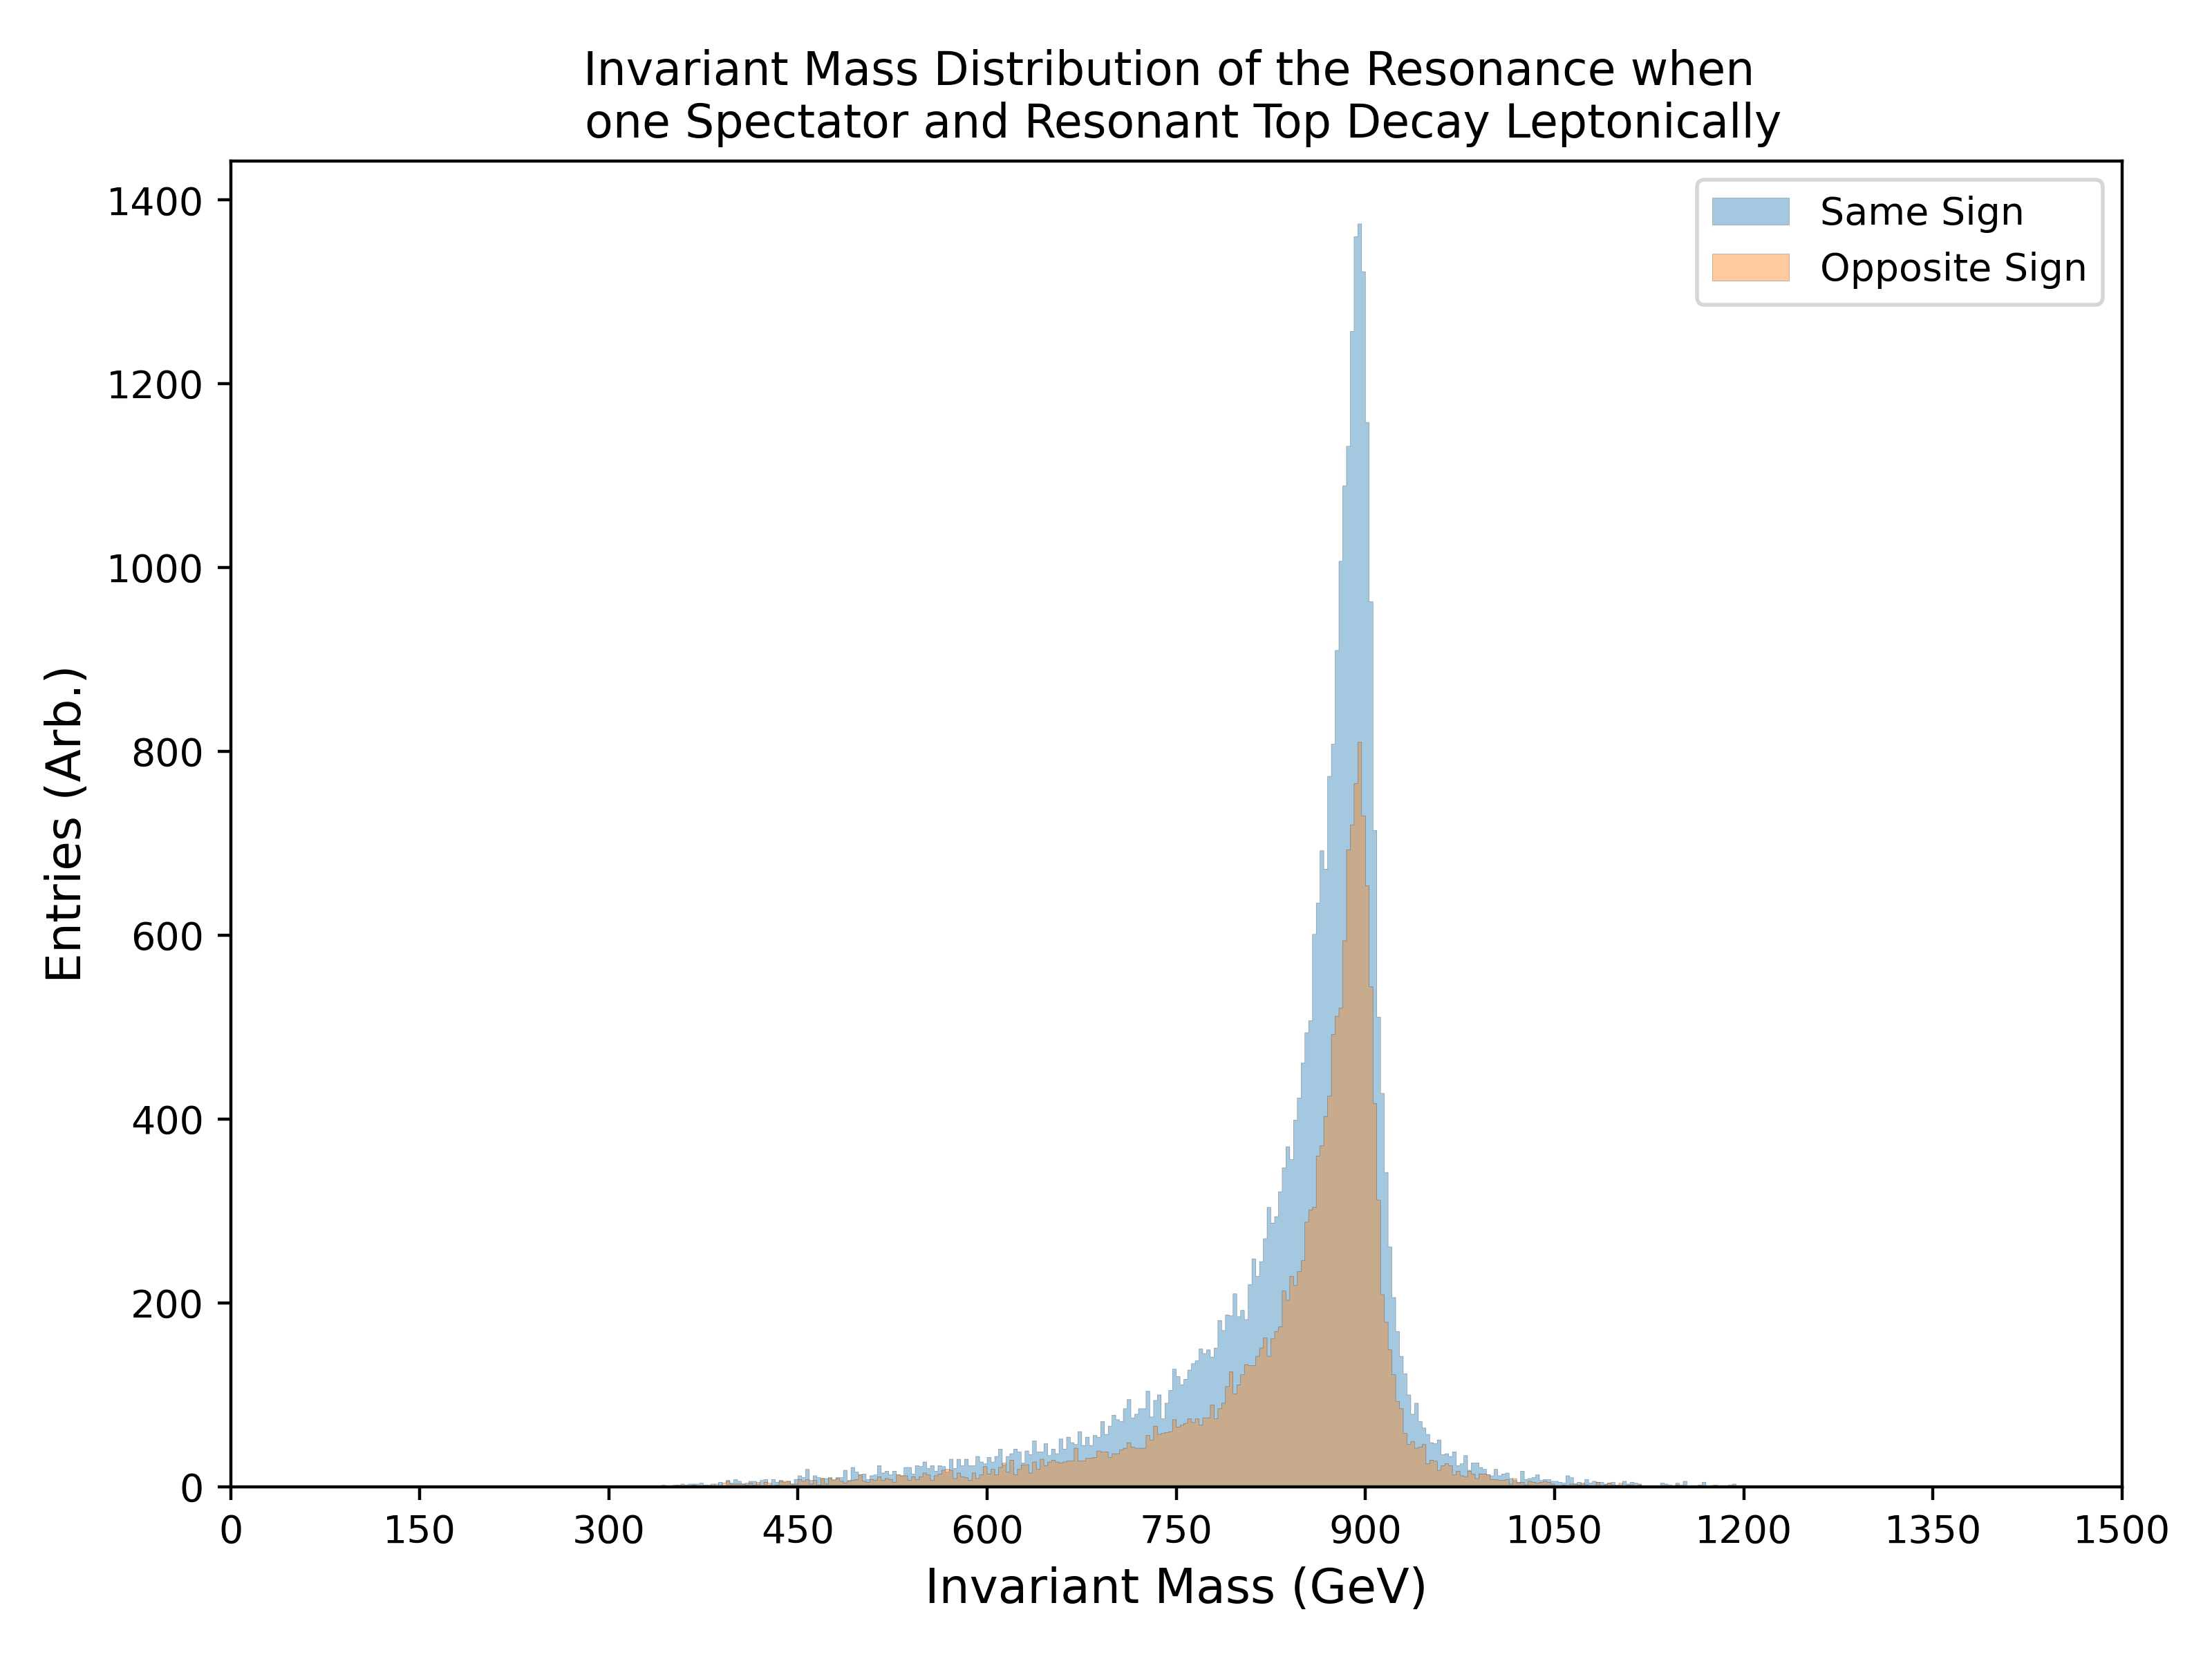 Invariant Mass Distribution of the Resonance when
one Spectator and Resonant Top Decay Leptonically
Same Sign
Opposite Sign
Entries (Arb.)
1400
1200
1000
800
600
400
200
0
0 150 300 450 600 750 900 1050 1200 1350 1500
Invariant Mass (GeV)